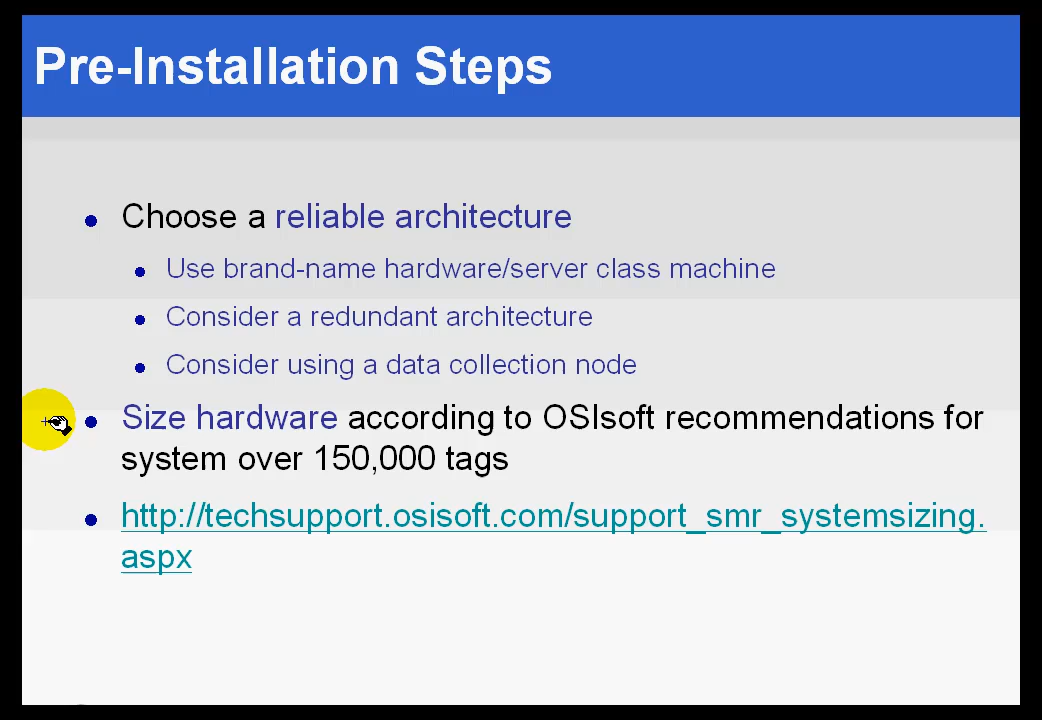 Pre-Installation Steps
Choose a reliable architecture
Use brand-name hardware/server class machine
Consider a redundant architecture
Consider using a data collection node
Size hardware according to OSIsoft recommendations for
system over 150,000 tags
http://techsupport.osisoft.com/support_smr_systemsizing.
aspx